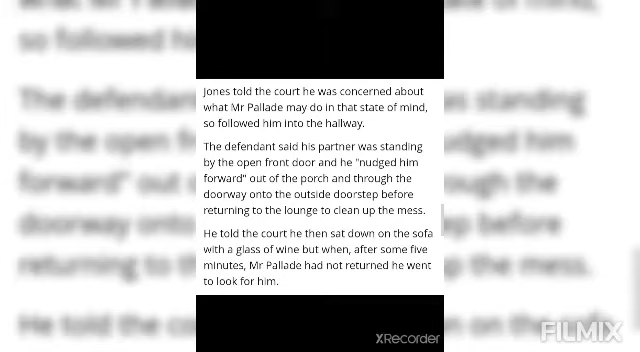 Jones told the court he was concerned about
what Mr Pallade may do in that state of mind,
so followed him into the hallway.
The defendant said his partner was standing
by the open front door and he "nudged him
forward" out of the porch and through the
doorway onto the outside doorstep before
returning to the lounge to clean up the mess.
He told the court he then sat down on the sofa
with a glass of wine but when, after some five
minutes, Mr Pallade had not returned he went
to look for him.
XRecorder
FILMIX